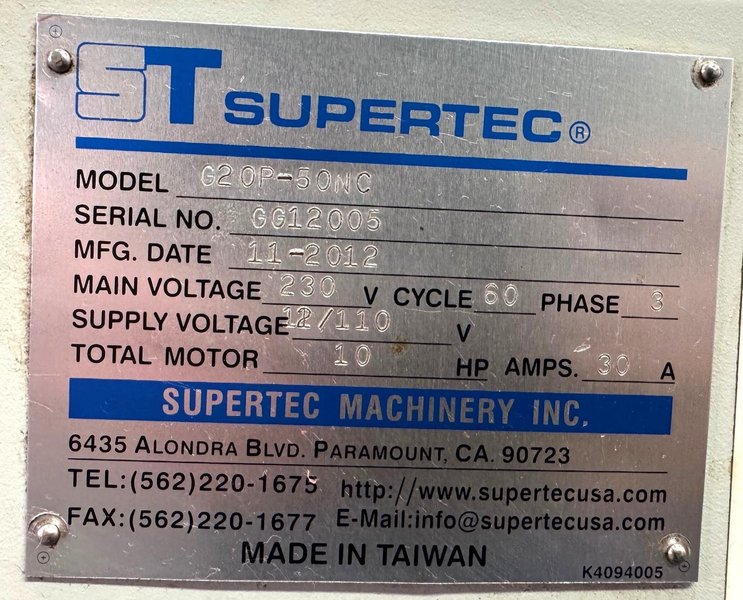 ST SUPERTEC®
MODEL G20P-50NC
SERIAL NO. GG12005
MFG. DATE 11-2012
MAIN VOLTAGE 230 V CYCLE 60 PHASE 3
SUPPLY VOLTAGE 12/110 V
TOTAL MOTOR 10 HP AMPS. 30 A
SUPERTEC MACHINERY INC.
6435 ALONDRA BLVD. PARAMOUNT, CA. 90723
TEL:(562)220-1675 http://www.supertecusa.com
FAX:(562)220-1677 E-Mail:info@supertecusa.com
MADE IN TAIWAN
K4094005